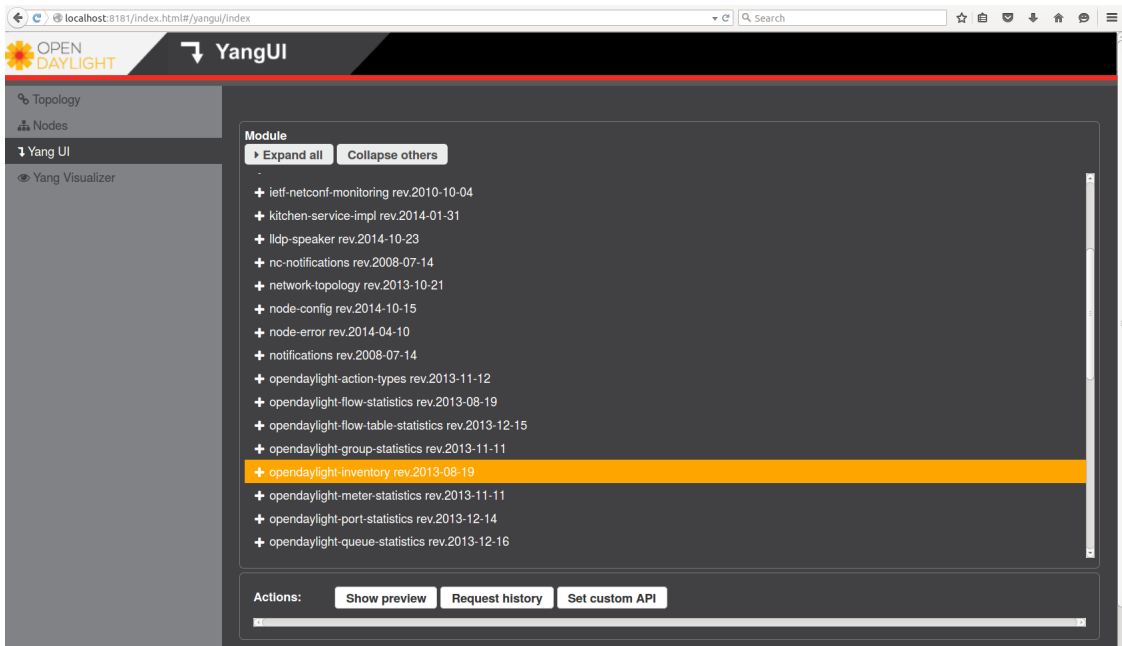 localhost:8181/index.html#/yangui/index
Search
OPEN
DAYLIGHT
YangUI
Topology
Nodes
Yang UI
Yang Visualizer
Module
Expand all Collapse others
ietf-netconf-monitoring rev.2010-10-04
kitchen-service-impl rev.2014-01-31
lldp-speaker rev.2014-10-23
nc-notifications rev.2008-07-14
network-topology rev.2013-10-21
node-config rev.2014-10-15
node-error rev.2014-04-10
notifications rev.2008-07-14
opendaylight-action-types rev.2013-11-12
opendaylight-flow-statistics rev.2013-08-19
opendaylight-flow-table-statistics rev.2013-12-15
opendaylight-group-statistics rev.2013-11-11
opendaylight-inventory rev.2013-08-19
opendaylight-meter-statistics rev.2013-11-11
opendaylight-port-statistics rev.2013-12-14
opendaylight-queue-statistics rev.2013-12-16
Actions: Show preview Request history Set custom API